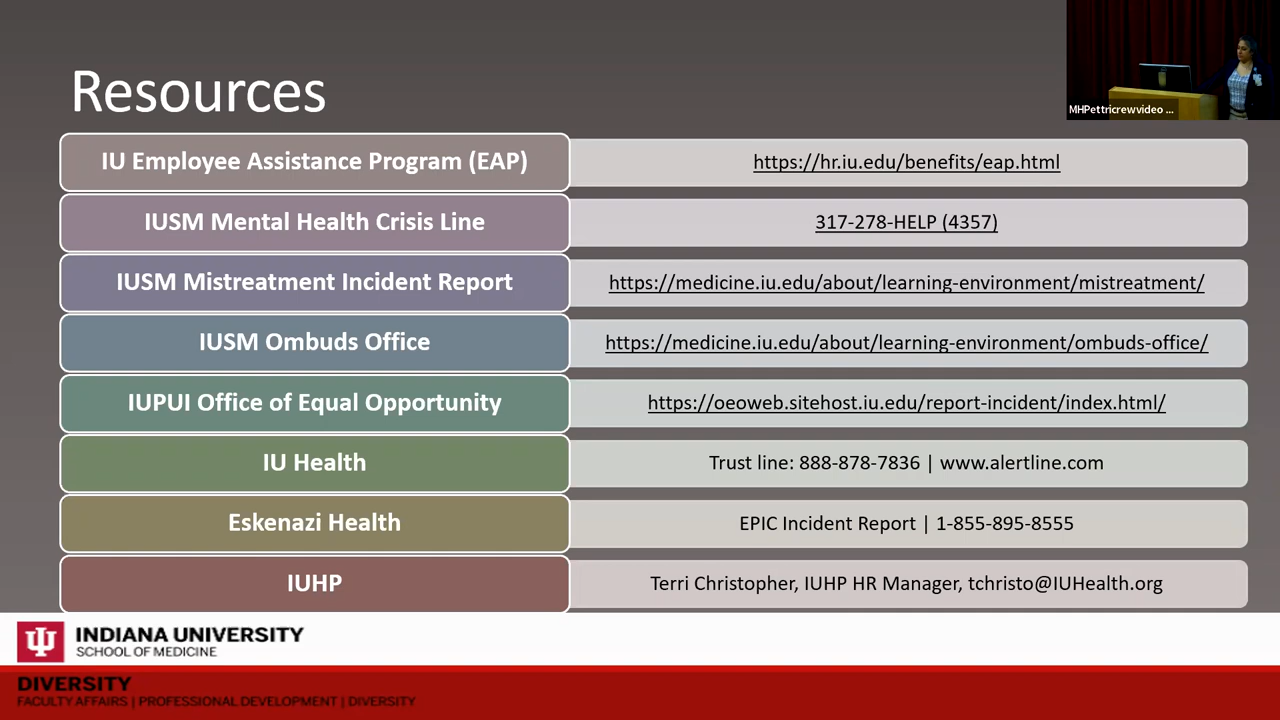 Resources
MHPettricrewvideo ...
IU Employee Assistance Program (EAP)
https://hr.iu.edu/benefits/eap.html
IUSM Mental Health Crisis Line
317-278-HELP (4357)
IUSM Mistreatment Incident Report
https://medicine.iu.edu/about/learning-environment/mistreatment/
IUSM Ombuds Office
https://medicine.iu.edu/about/learning-environment/ombuds-office/
IUPUI Office of Equal Opportunity
https://oeoweb.sitehost.iu.edu/report-incident/index.html/
IU Health
Trust line: 888-878-7836 | www.alertline.com
Eskenazi Health
EPIC Incident Report | 1-855-895-8555
IUHP
Terri Christopher, IUHP HR Manager, tchristo@IUHealth.org
INDIANA UNIVERSITY
SCHOOL OF MEDICINE
DIVERSITY
FACULTY AFFAIRS | PROFESSIONAL DEVELOPMENT | DIVERSITY